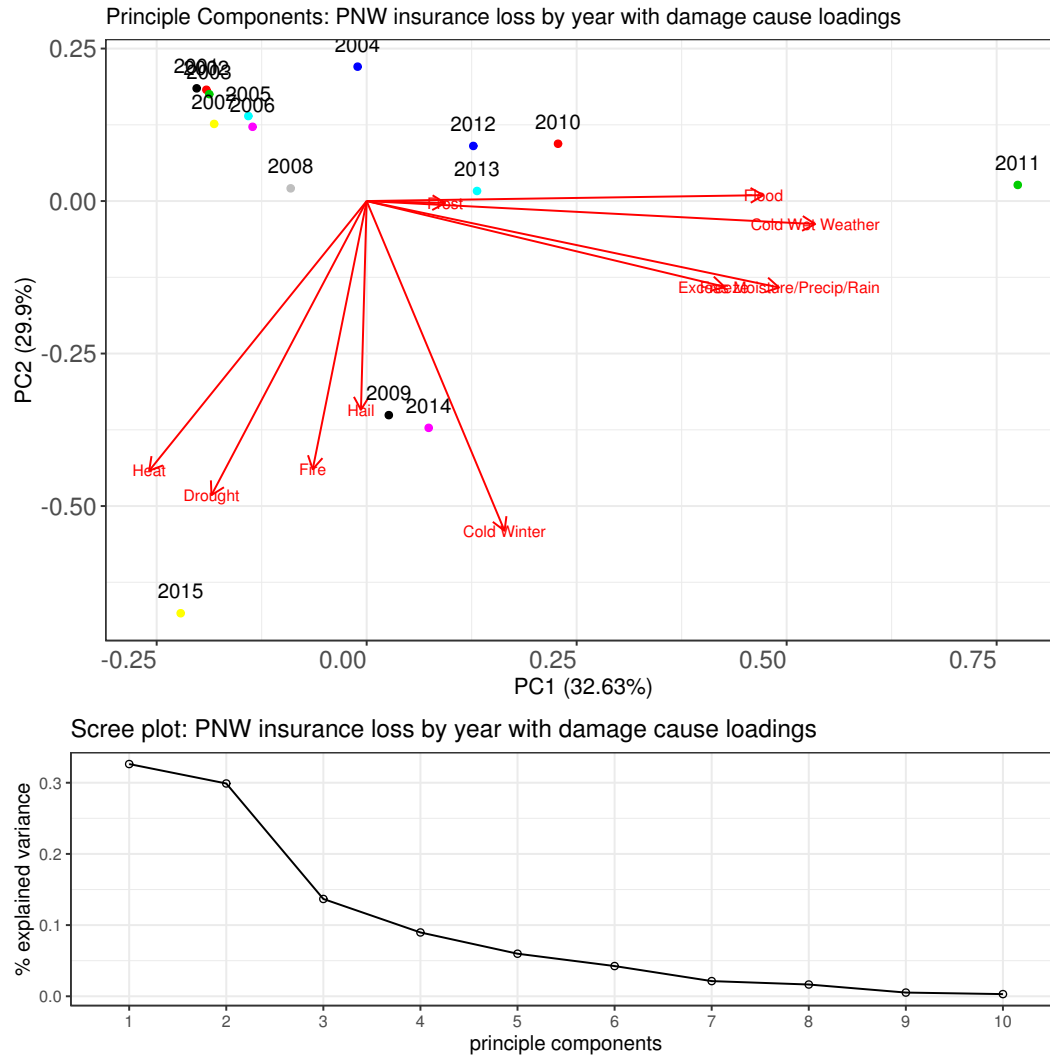 Principle Components: PNW insurance loss by year with damage cause loadings
PC2 (29.9%)
0.25
0.00
-0.25
-0.50
2004
2001
2002
2003
2005
2007
2006
2012
2010
2008
2013
2011
Flood
Frost
Cold Wet Weather
Excess Moisture/Precip/Rain
Freeze
2009
2014
Hail
Heat
Fire
Drought
Cold Winter
2015
-0.25
0.00
0.25
0.50
0.75
PC1 (32.63%)
Scree plot: PNW insurance loss by year with damage cause loadings
% explained variance
0.3
0.2
0.1
0.0
1
2
3
4
5
6
7
8
9
10
principle components